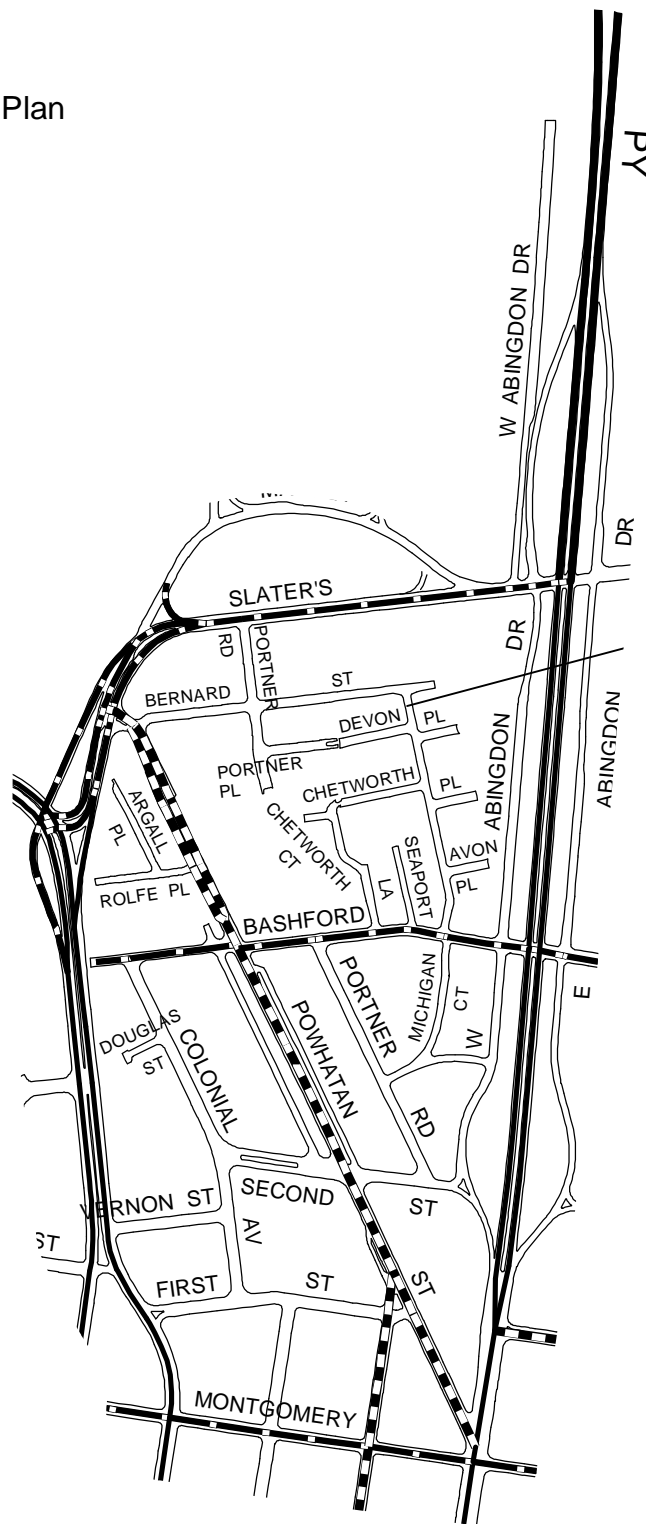 Plan
PY
W ABINGDON DR
DR
SLATER'S
RD
PORTNER
DR
BERNARD
ST
DEVON
PL
ABINGDON
ABINGDON
PORTNER
PL
CHETWORTH
PL
ARGALL
PL
CHETWORTH
CT
SEAPORT
LA
AVON
PL
ROLFE PL
BASHFORD
PORTNER
MICHIGAN
CT
W
E
DOUGLAS
ST
COLONIAL
POWHATAN
RD
SECOND
ST
VERNON ST
AV
ST
FIRST
ST
ST
MONTGOMERY